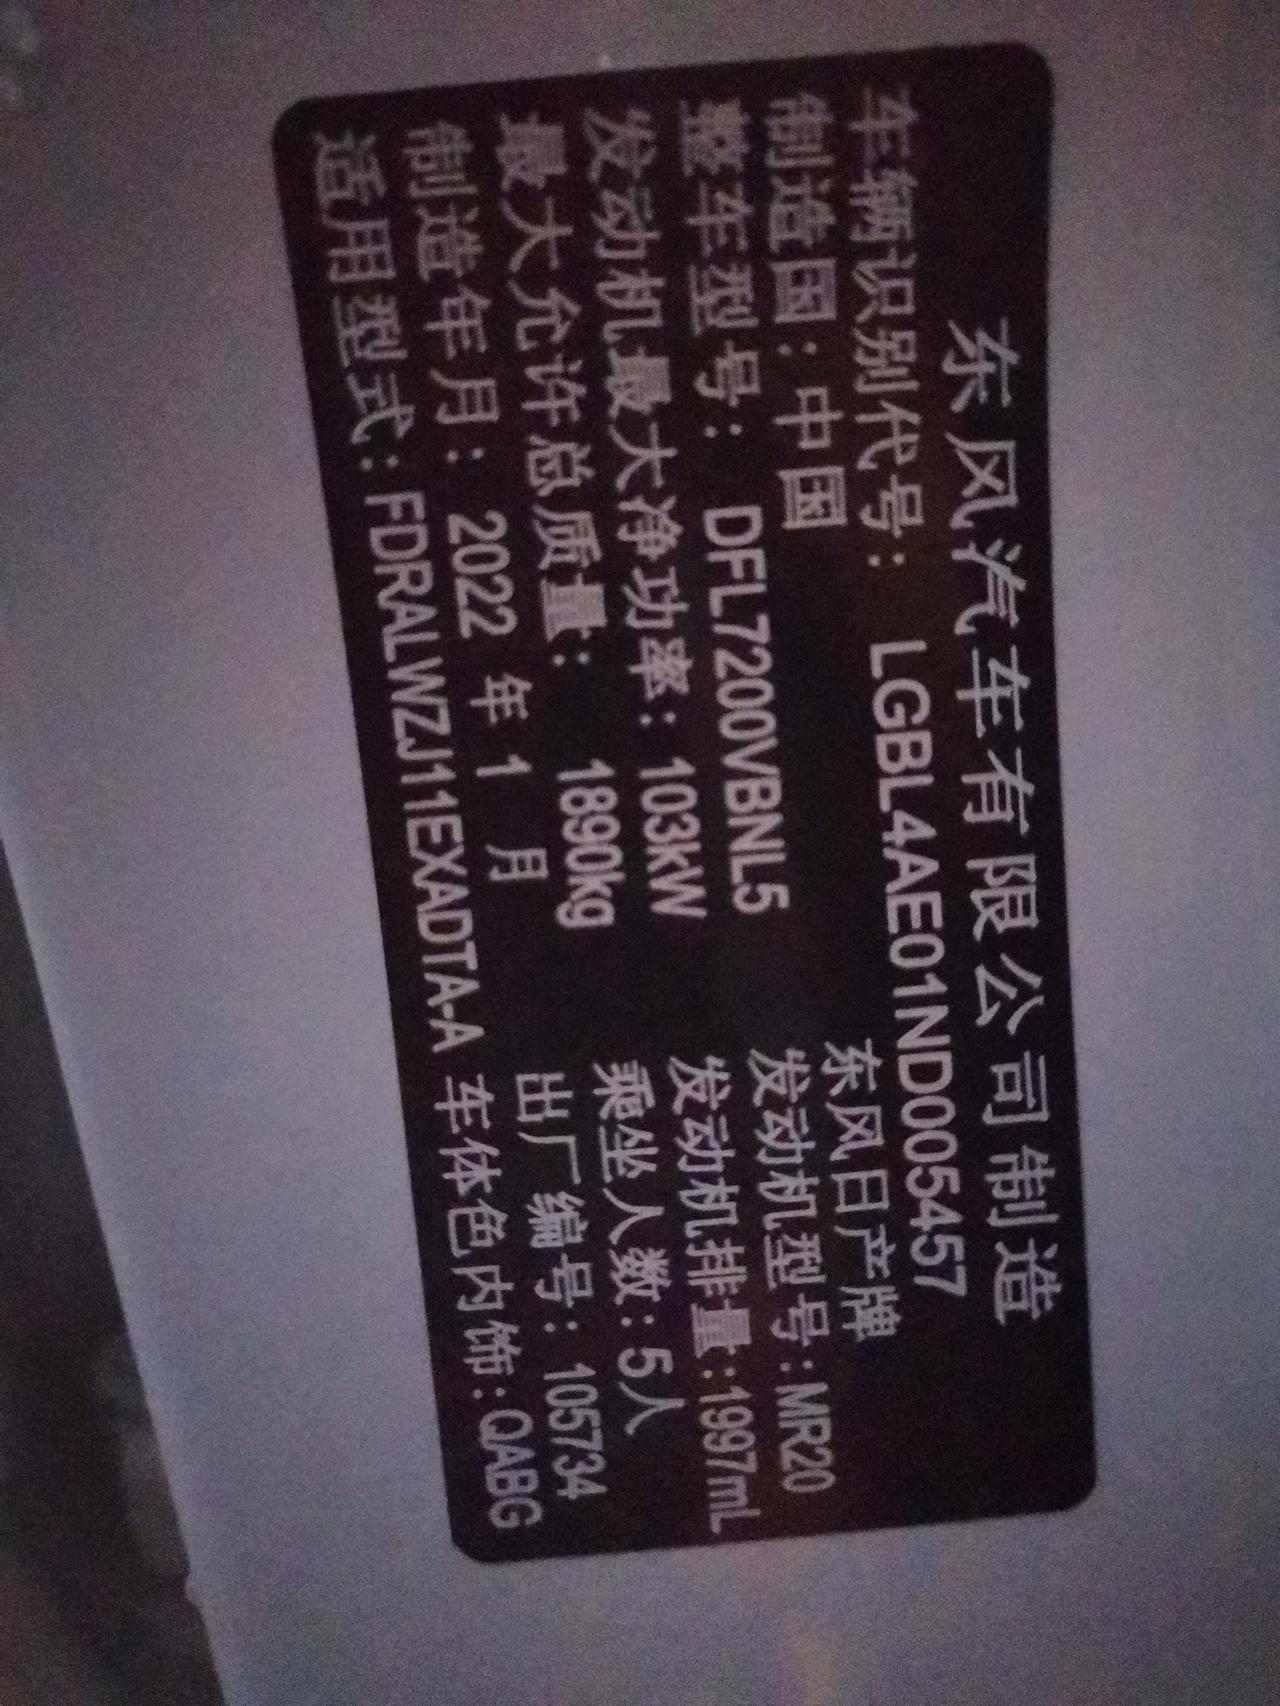 东风汽车有限公司制造
车辆识别代号：LGBL4AE01ND005457
制造国：中国 东风日产牌
整车型号：DFL7200VBNL5 发动机型号：MR20
发动机最大净功率：103kW 发动机排量：1997mL
最大允许总质量：1890kg 乘坐人数：5人
制造年月：2022 年 1 月 出厂编号：105734
适用型式：FDRALWZJ11EXADTA-A 车体色内饰：QABG